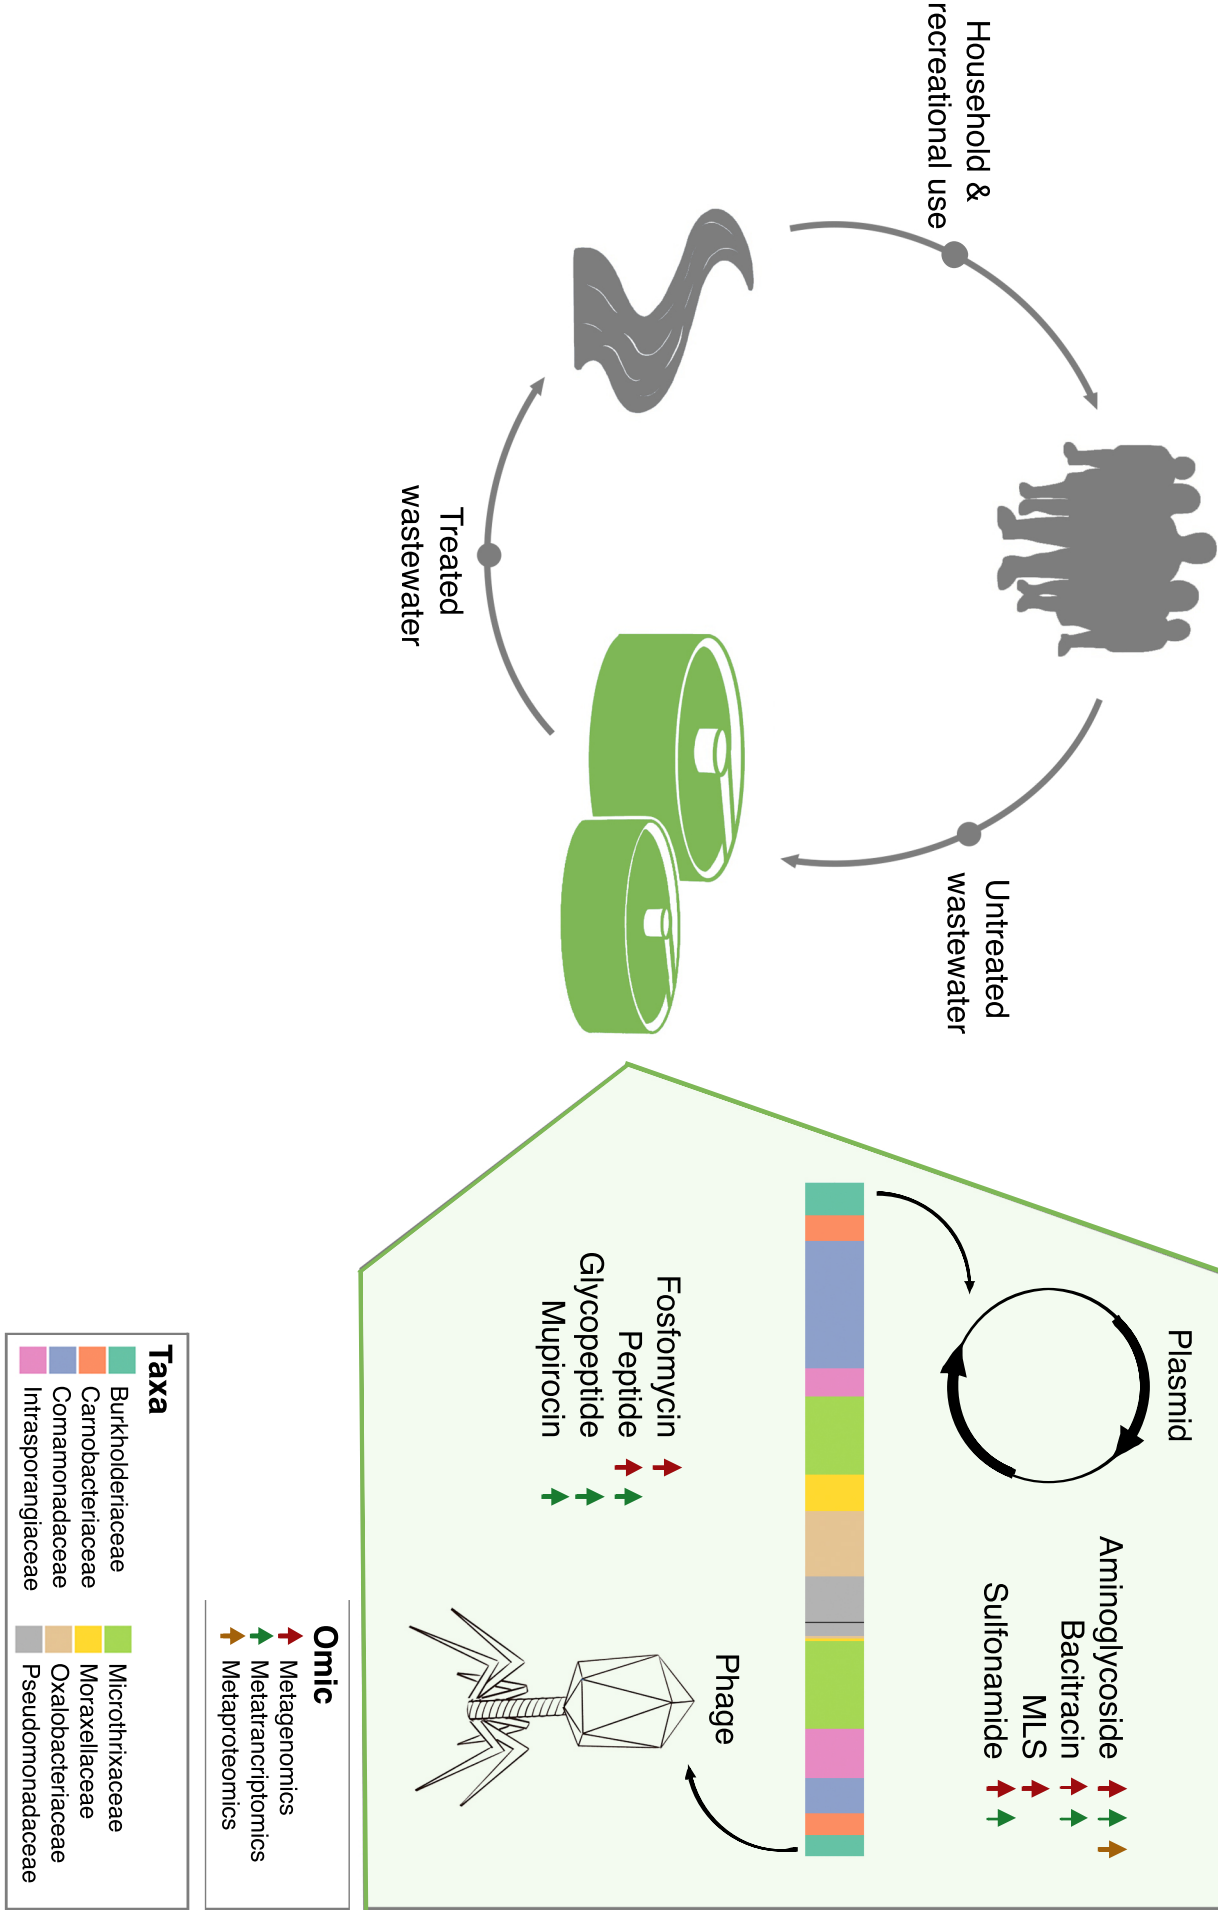 Household &
recreational use
Untreated
wastewater
Treated
wastewater
Plasmid
Aminoglycoside
Bacitracin
MLS
Sulfonamide
Fosfomycin
Peptide
Glycopeptide
Mupirocin
Phage
Omic
Metagenomics
Metatrancriptomics
Metaproteomics
Taxa
Burkholderiaceae
Carnobacteriaceae
Comamonadaceae
Intrasporangiaceae
Microthrixaceae
Moraxellaceae
Oxalobacteriaceae
Pseudomonadaceae